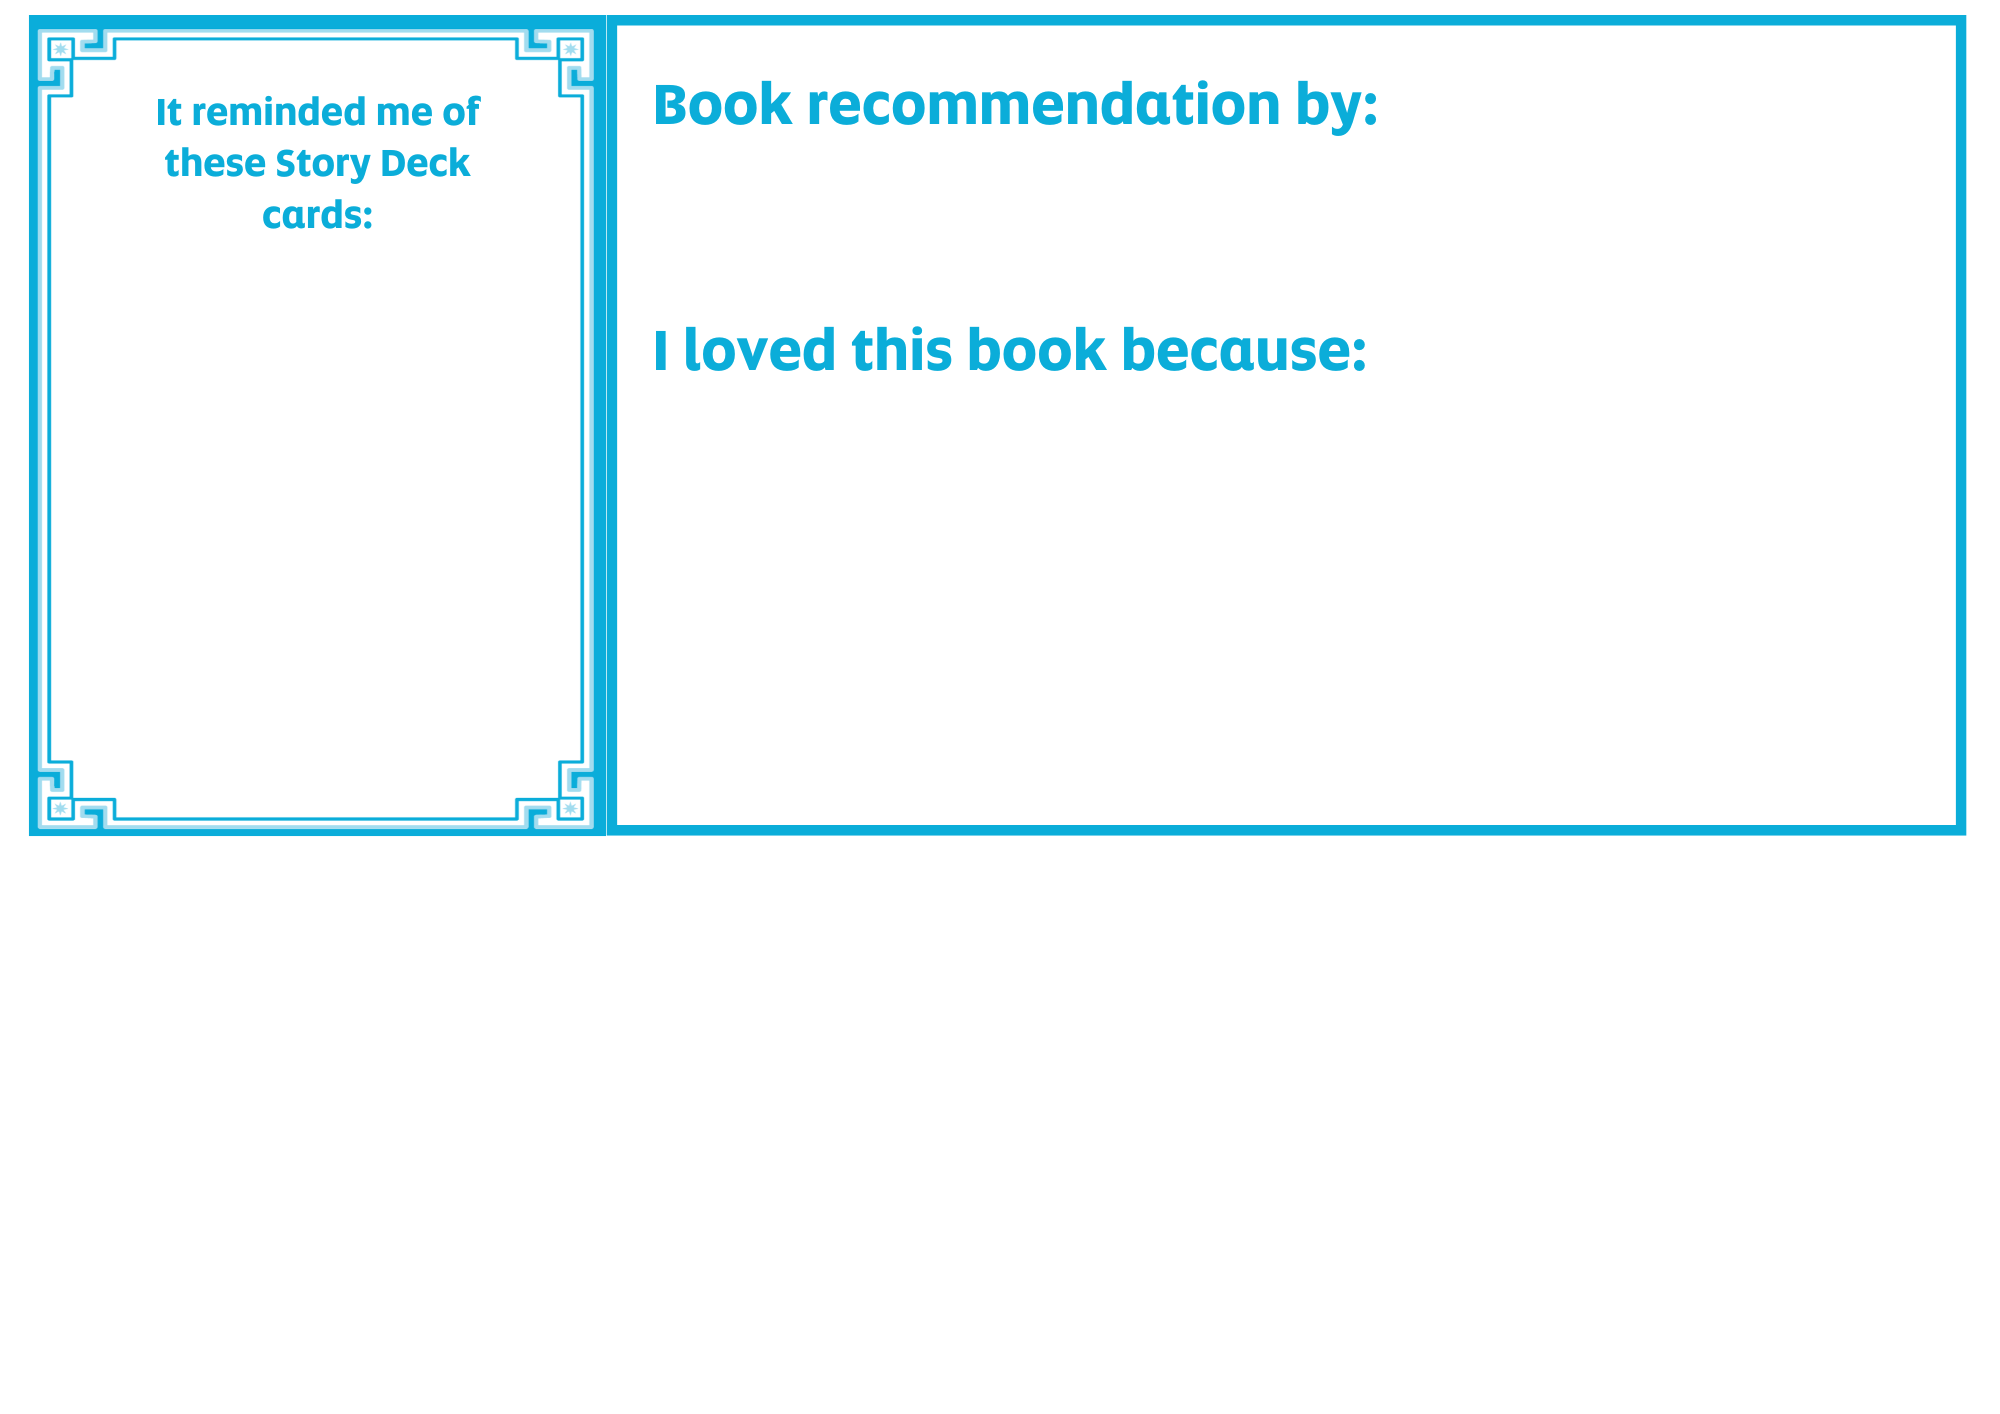 It reminded me of
these Story Deck
cards:
Book recommendation by:
I loved this book because: